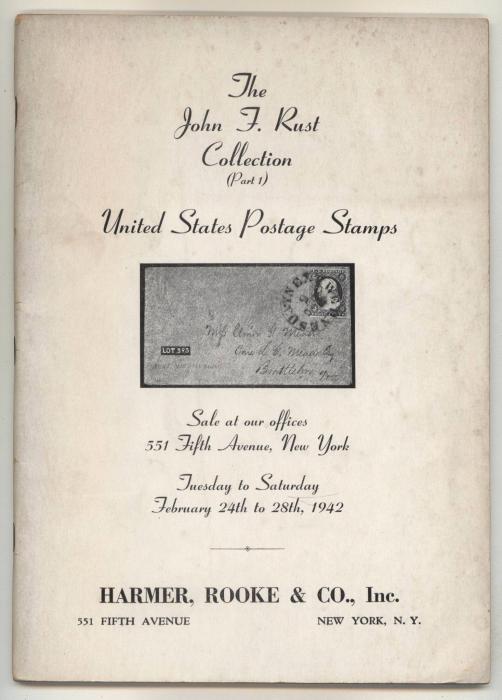 The
John F. Rust
Collection
(Part 1)
United States Postage Stamps
LOT 395
Sale at our offices
551 Fifth Avenue, New York
Tuesday to Saturday
February 24th to 28th, 1942
HARMER, ROOKE & CO., Inc.
551 FIFTH AVENUE NEW YORK, N. Y.